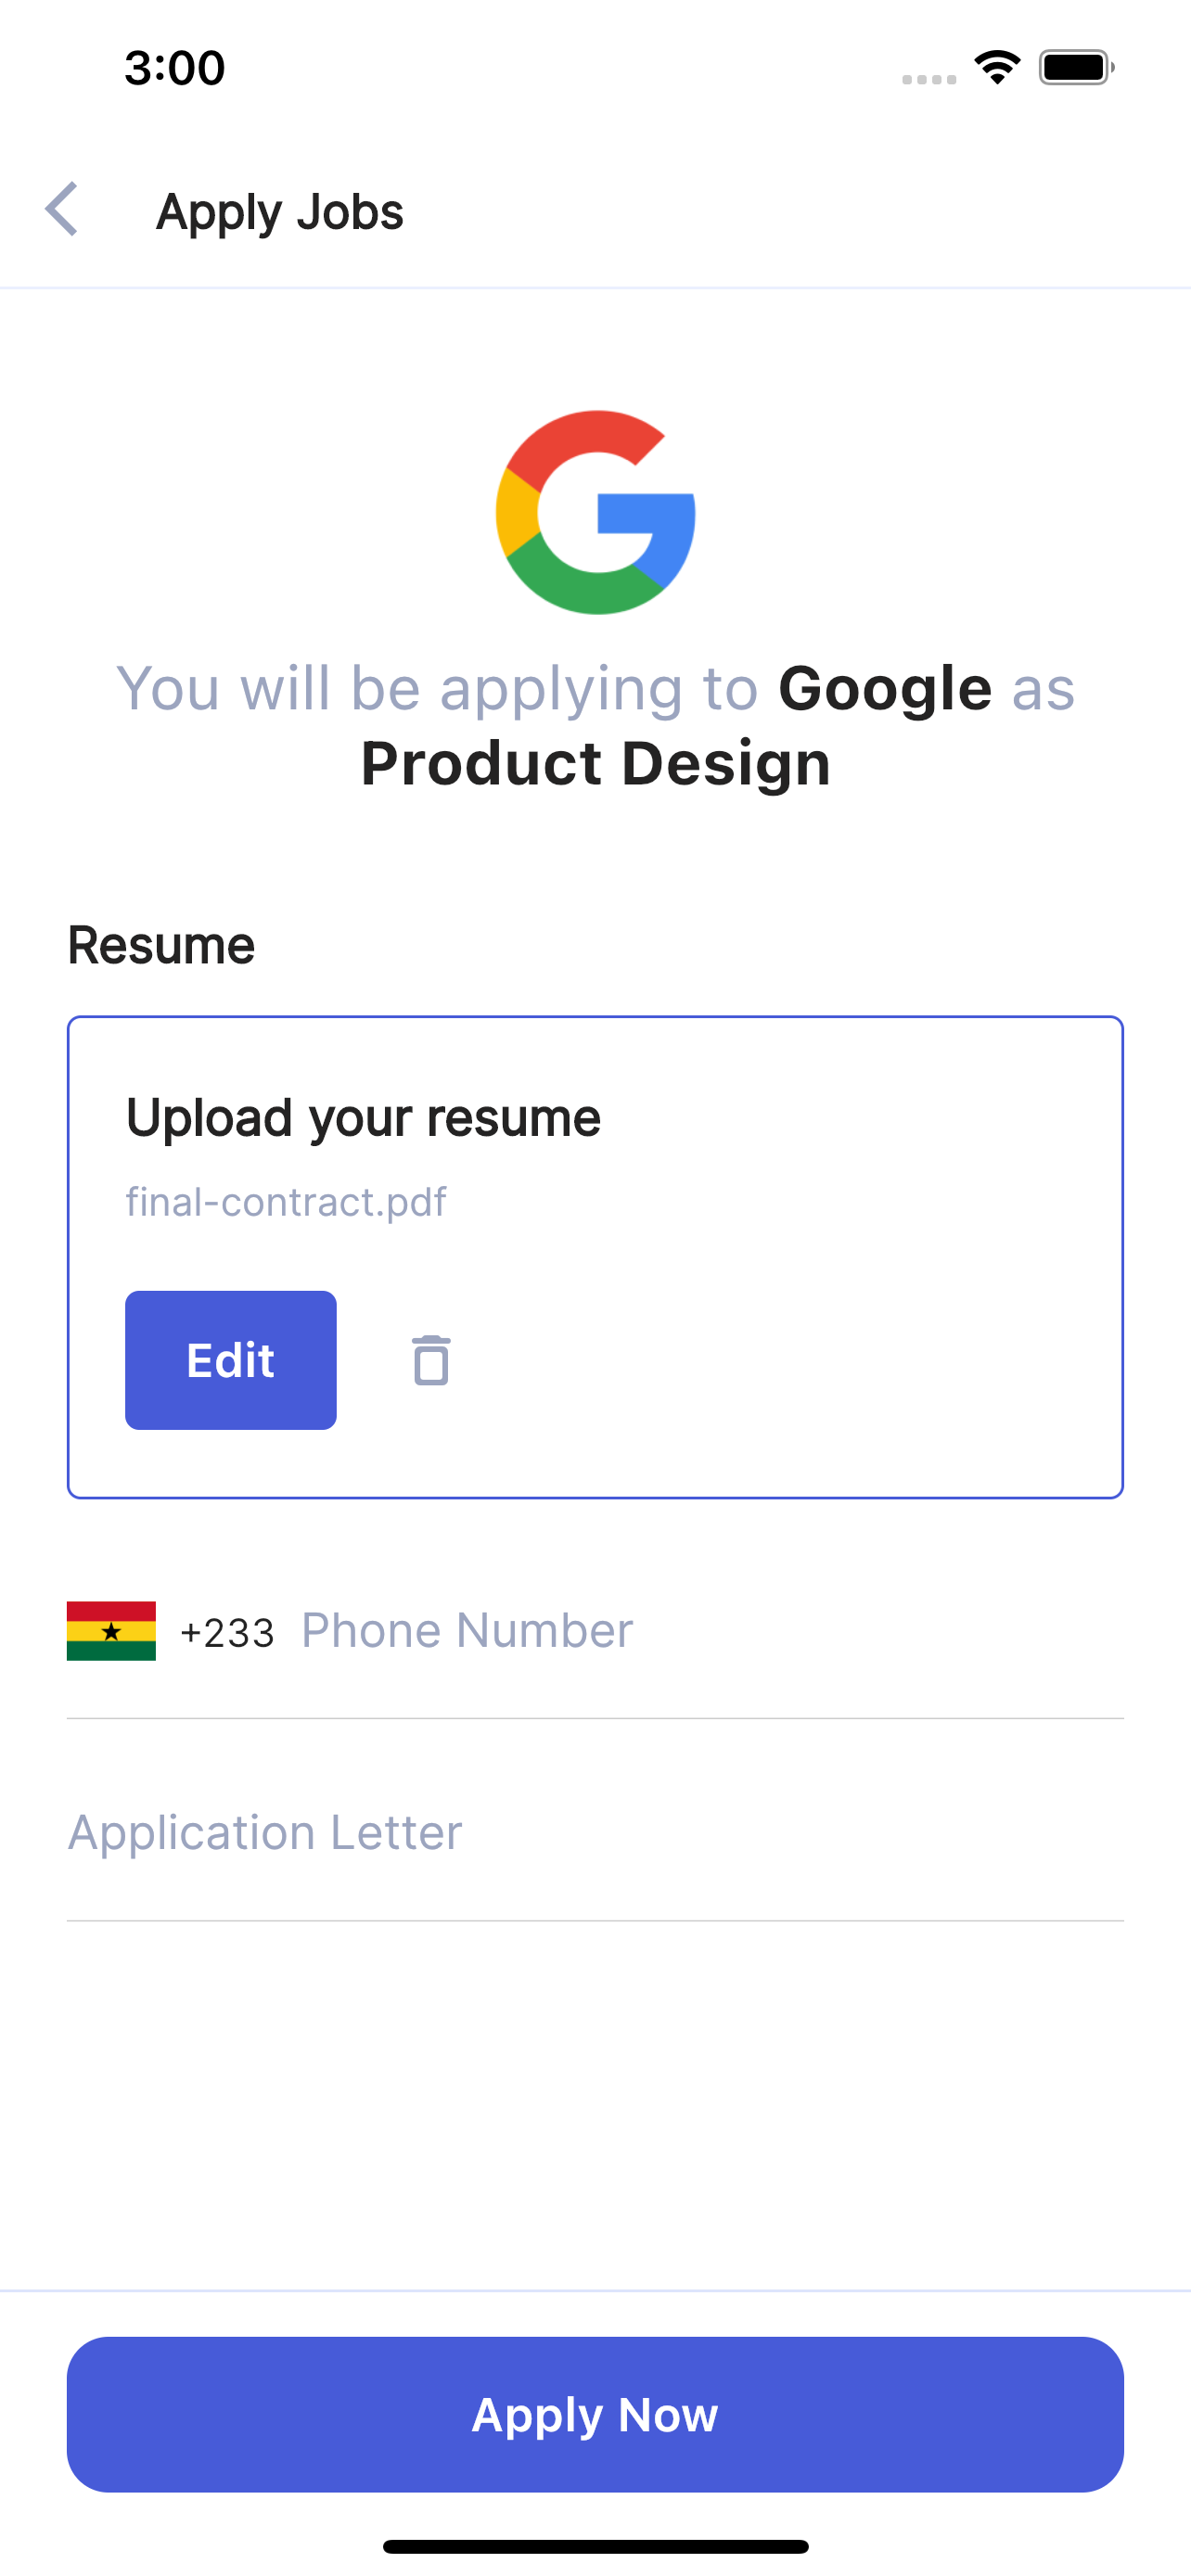 3:00
Apply Jobs
You will be applying to Google as
Product Design
Resume
Upload your resume
final-contract.pdf
Edit
+233 Phone Number
Application Letter
Apply Now